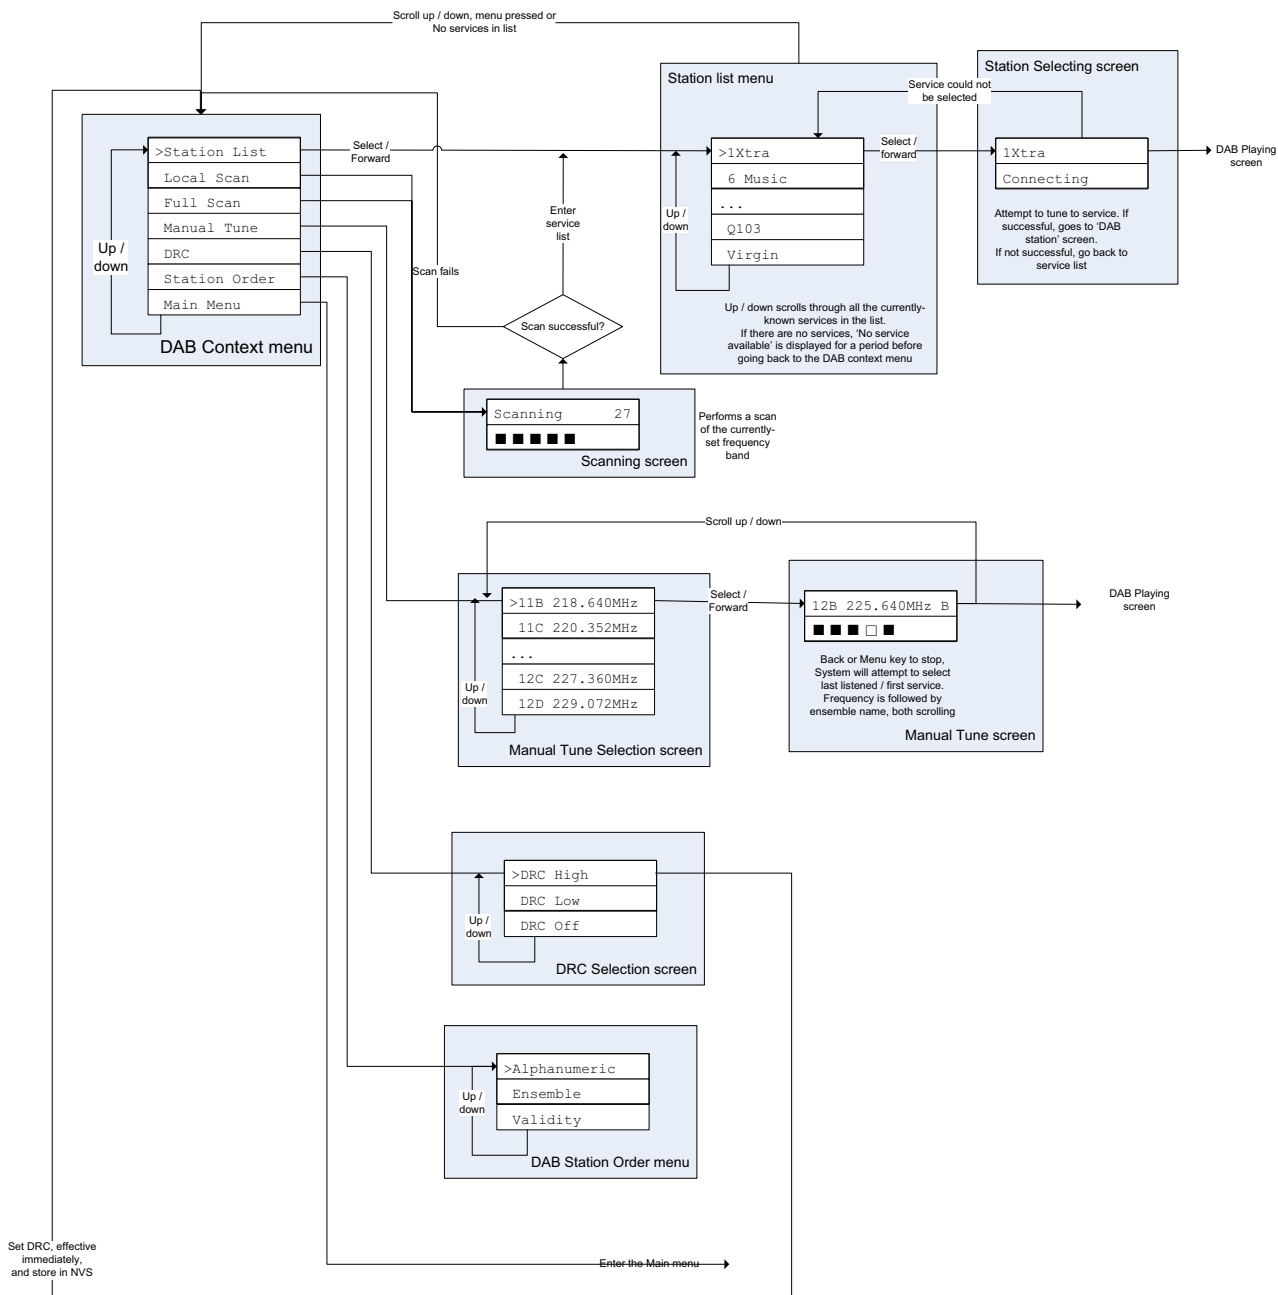 Scroll up / down, menu pressed or
No services in list
Station list menu
Station Selecting screen
Service could not
be selected
>Station List
Local Scan
Full Scan
Manual Tune
DRC
Station Order
Main Menu
Up /
down
DAB Context menu
Select /
Forward
Enter
service
list
Scan fails
Scan successful?
>1Xtra
6 Music
...
Q103
Virgin
Up /
down
Up / down scrolls through all the currently-
known services in the list.
If there are no services, 'No service
available' is displayed for a period before
going back to the DAB context menu
Select /
forward
1Xtra
Connecting
Attempt to tune to service. If
successful, goes to 'DAB
station' screen.
If not successful, go back to
service list
DAB Playing
screen
Scanning 27
■ ■ ■ ■ ■
Scanning screen
Performs a scan
of the currently-
set frequency
band
Scroll up / down
>11B 218.640MHz
11C 220.352MHz
...
12C 227.360MHz
12D 229.072MHz
Up /
down
Manual Tune Selection screen
Select /
Forward
12B 225.640MHz B
■ ■ ■ □ ■
Back or Menu key to stop,
System will attempt to select
last listened / first service.
Frequency is followed by
ensemble name, both scrolling
Manual Tune screen
DAB Playing
screen
>DRC High
DRC Low
DRC Off
Up /
down
DRC Selection screen
>Alphanumeric
Ensemble
Validity
Up /
down
DAB Station Order menu
Set DRC, effective
immediately,
and store in NVS
Enter the Main menu